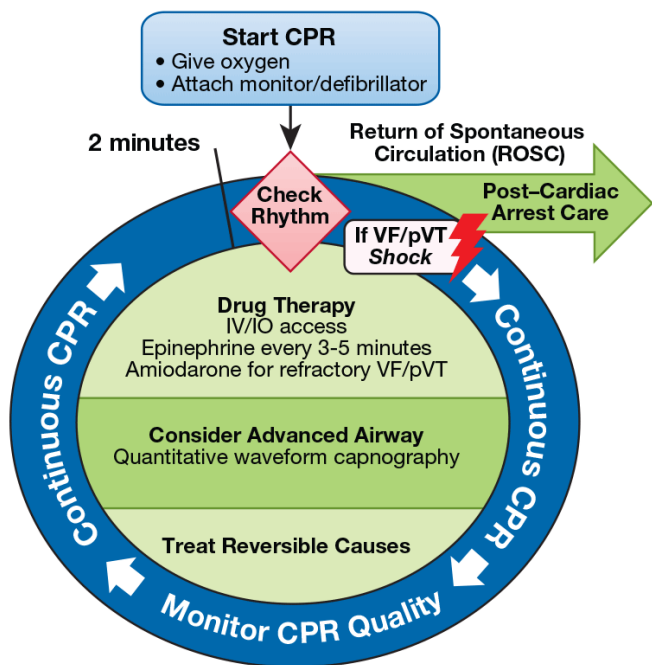 Start CPR
• Give oxygen
• Attach monitor/defibrillator
2 minutes
Return of Spontaneous
Circulation (ROSC)
Post–Cardiac
Arrest Care
Check
Rhythm
If VF/pVT
Shock
Drug Therapy
IV/IO access
Epinephrine every 3-5 minutes
Amiodarone for refractory VF/pVT
Consider Advanced Airway
Quantitative waveform capnography
Treat Reversible Causes
Continuous CPR
Monitor CPR Quality
Continuous CPR